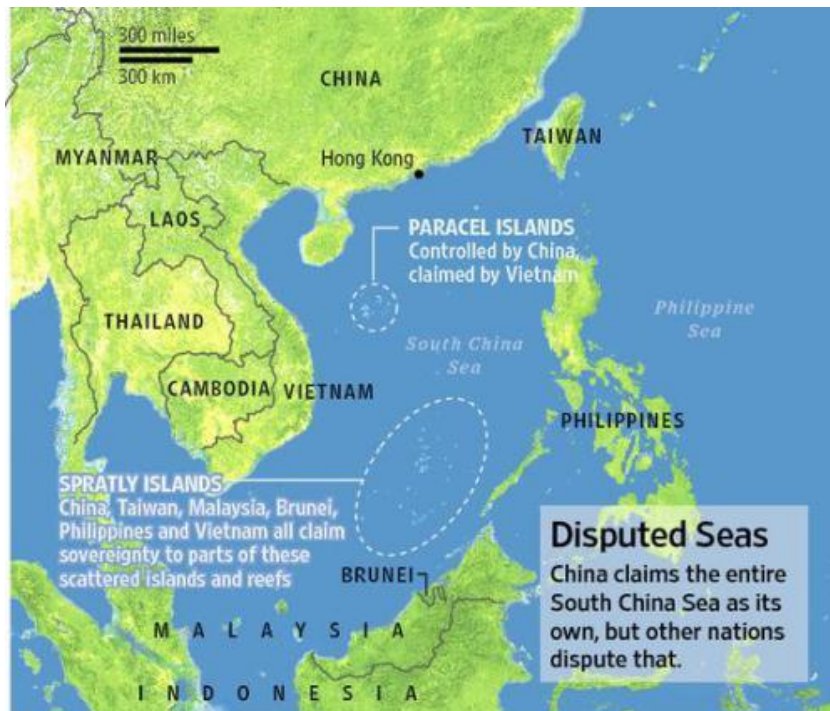 300 miles
300 km
CHINA
TAIWAN
MYANMAR
Hong Kong
LAOS
PARACEL ISLANDS
Controlled by China,
claimed by Vietnam
THAILAND
Philippine
Sea
South China
Sea
CAMBODIA
VIETNAM
PHILIPPINES
SPRATLY ISLANDS
China, Taiwan, Malaysia, Brunei,
Philippines and Vietnam all claim
sovereignty to parts of these
scattered islands and reefs
BRUNEI
Disputed Seas
China claims the entire
South China Sea as its
own, but other nations
dispute that.
MALAYSIA
INDONESIA